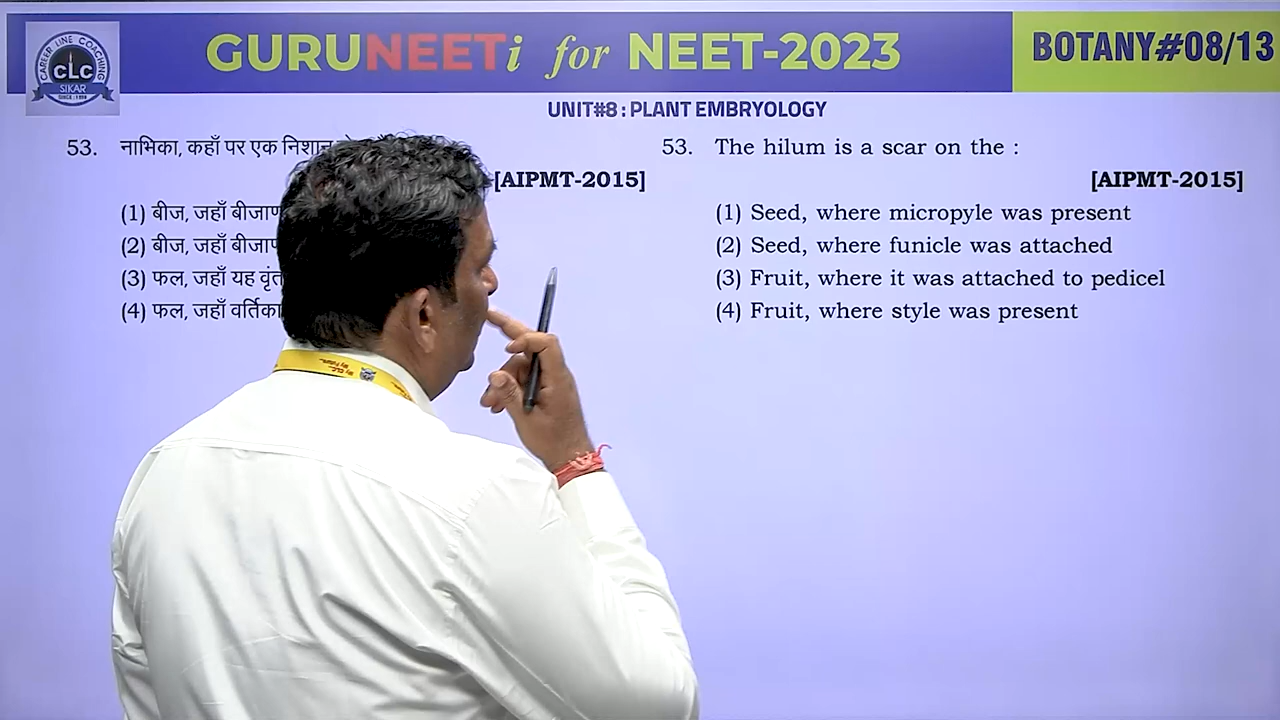 GURUNEETi for NEET-2023
BOTANY#08/13
CAREER LINE COACHING
CLC
SIKAR
SINCE : 1996
UNIT#8 : PLANT EMBRYOLOGY
53. नाभिका, कहाँ पर एक निशान
[AIPMT-2015]
(1) बीज, जहाँ
(2) बीज, जहाँ
(3) फल, जहाँ यह
(4) फल, जहाँ
53. The hilum is a scar on the :
[AIPMT-2015]
(1) Seed, where micropyle was present
(2) Seed, where funicle was attached
(3) Fruit, where it was attached to pedicel
(4) Fruit, where style was present